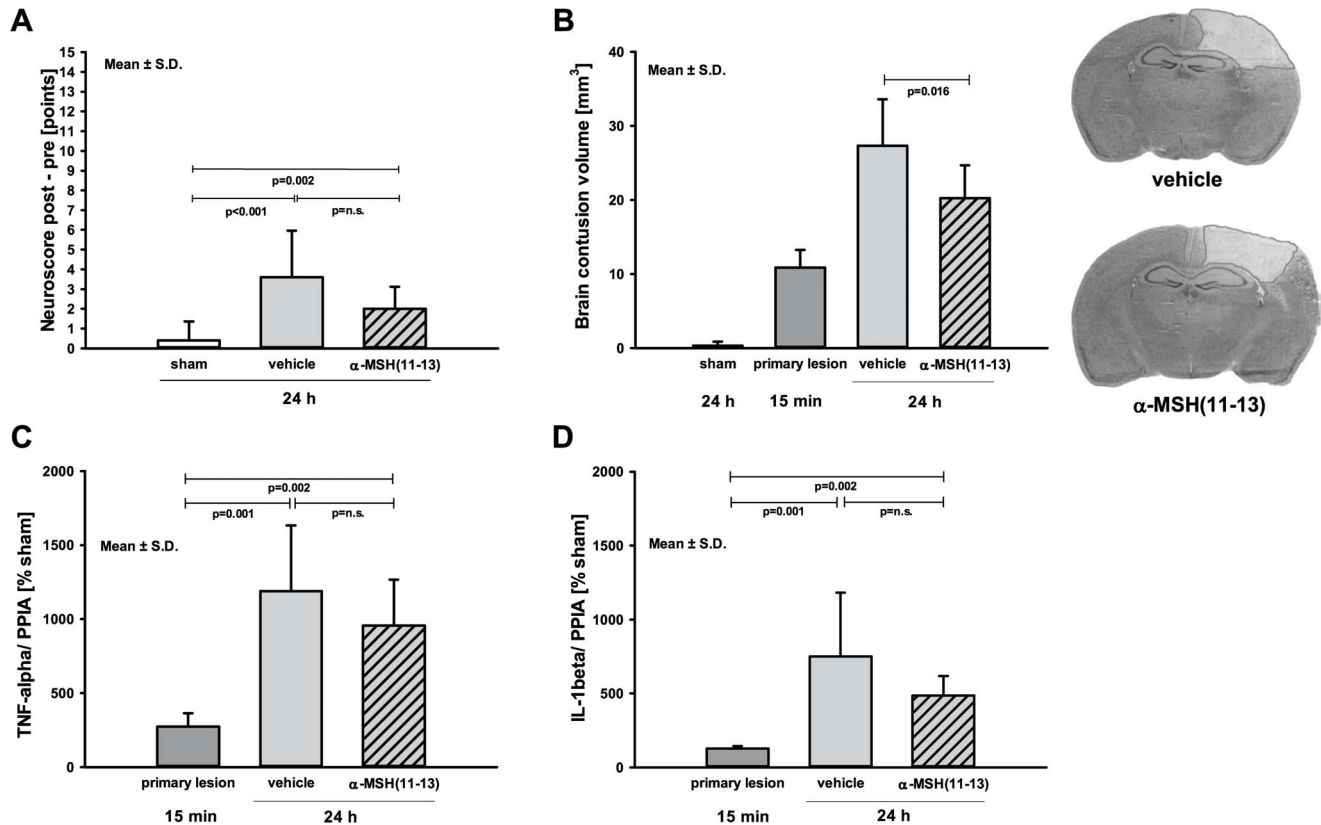 A
Neuroscore post - pre [points]
15
14
13
12
11
10
9
8
7
6
5
4
3
2
1
0
Mean ± S.D.
p=0.002
p<0.001
p=n.s.
sham
vehicle
α-MSH(11-13)
24 h
B
Brain contusion volume [mm³]
40
30
20
10
0
Mean ± S.D.
p=0.016
sham
primary lesion
vehicle
α-MSH(11-13)
24 h
15 min
24 h
vehicle
α-MSH(11-13)
C
TNF-alpha/ PPIA [% sham]
2000
1500
1000
500
0
Mean ± S.D.
p=0.002
p=0.001
p=n.s.
primary lesion
vehicle
α-MSH(11-13)
15 min
24 h
D
IL-1beta/ PPIA [% sham]
2000
1500
1000
500
0
Mean ± S.D.
p=0.002
p=0.001
p=n.s.
primary lesion
vehicle
α-MSH(11-13)
15 min
24 h